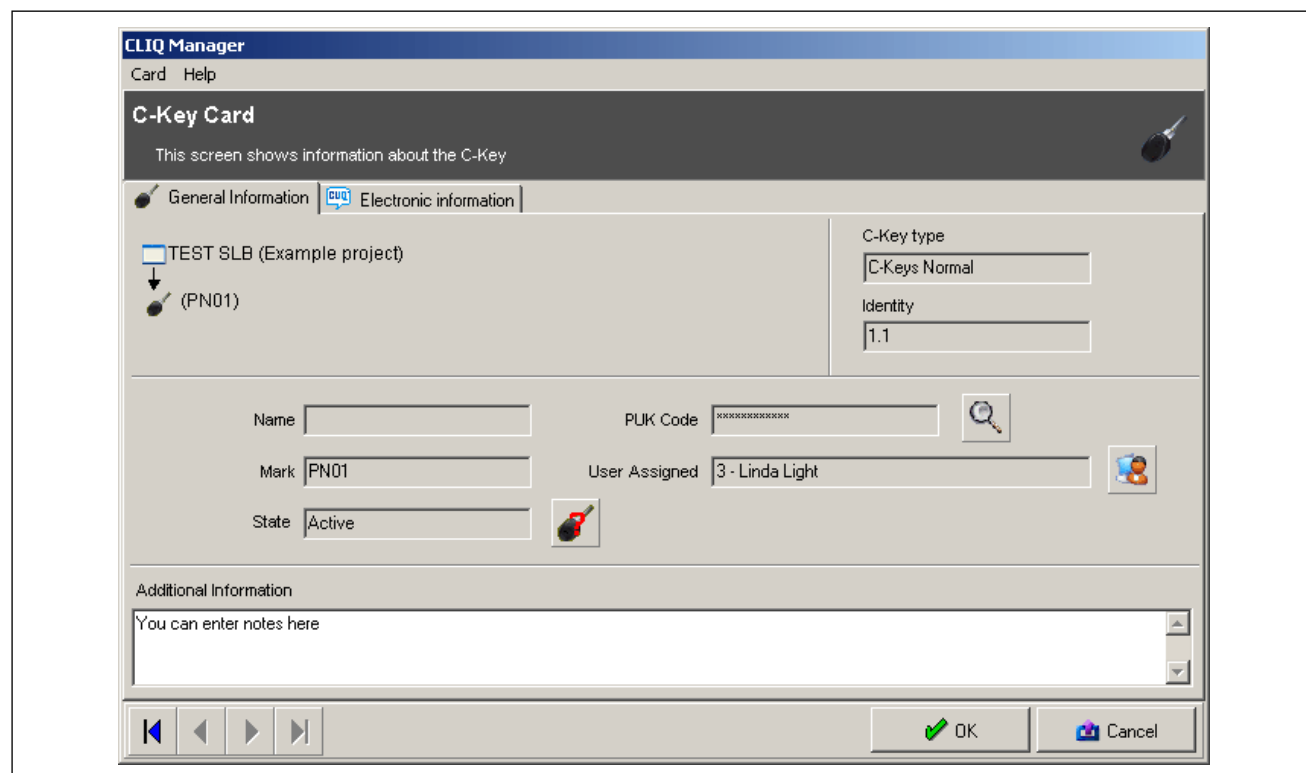 CLIQ Manager
Card Help
C-Key Card
This screen shows information about the C-Key
General Information CLIQ Electronic information
TEST SLB (Example project)
(PN01)
C-Key type
C-Keys Normal
Identity
1.1
Name
PUK Code ************
Mark PN01
User Assigned 3 - Linda Light
State Active
Additional Information
You can enter notes here
OK Cancel